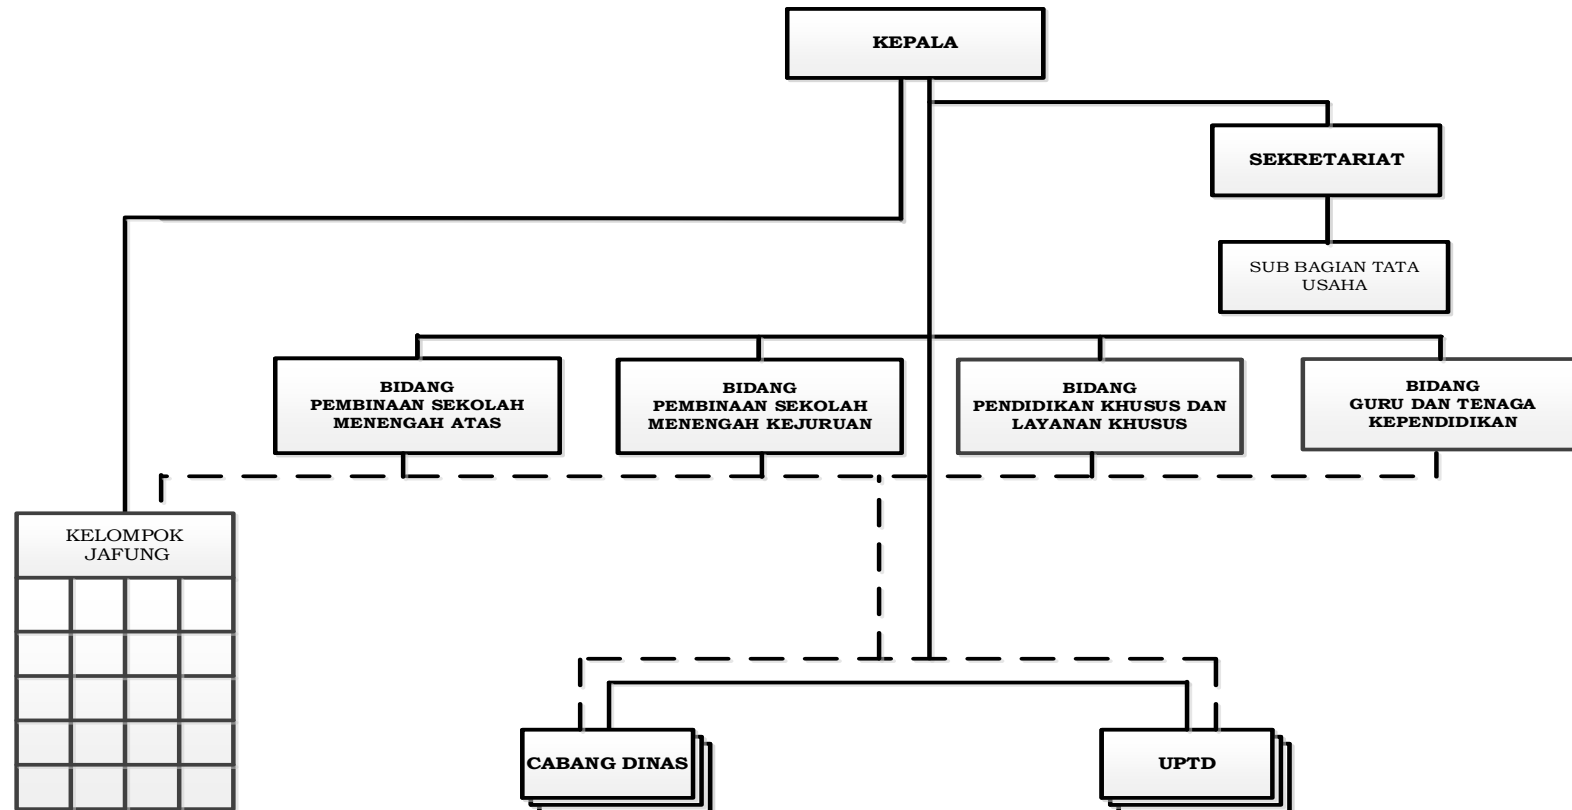 KEPALA
SEKRETARIAT
SUB BAGIAN TATA
USAHA
BIDANG
PEMBINAAN SEKOLAH
MENENGAH ATAS
BIDANG
PEMBINAAN SEKOLAH
MENENGAH KEJURUAN
BIDANG
PENDIDIKAN KHUSUS DAN
LAYANAN KHUSUS
BIDANG
GURU DAN TENAGA
KEPENDIDIKAN
KELOMPOK
JAFUNG
CABANG DINAS
UPTD